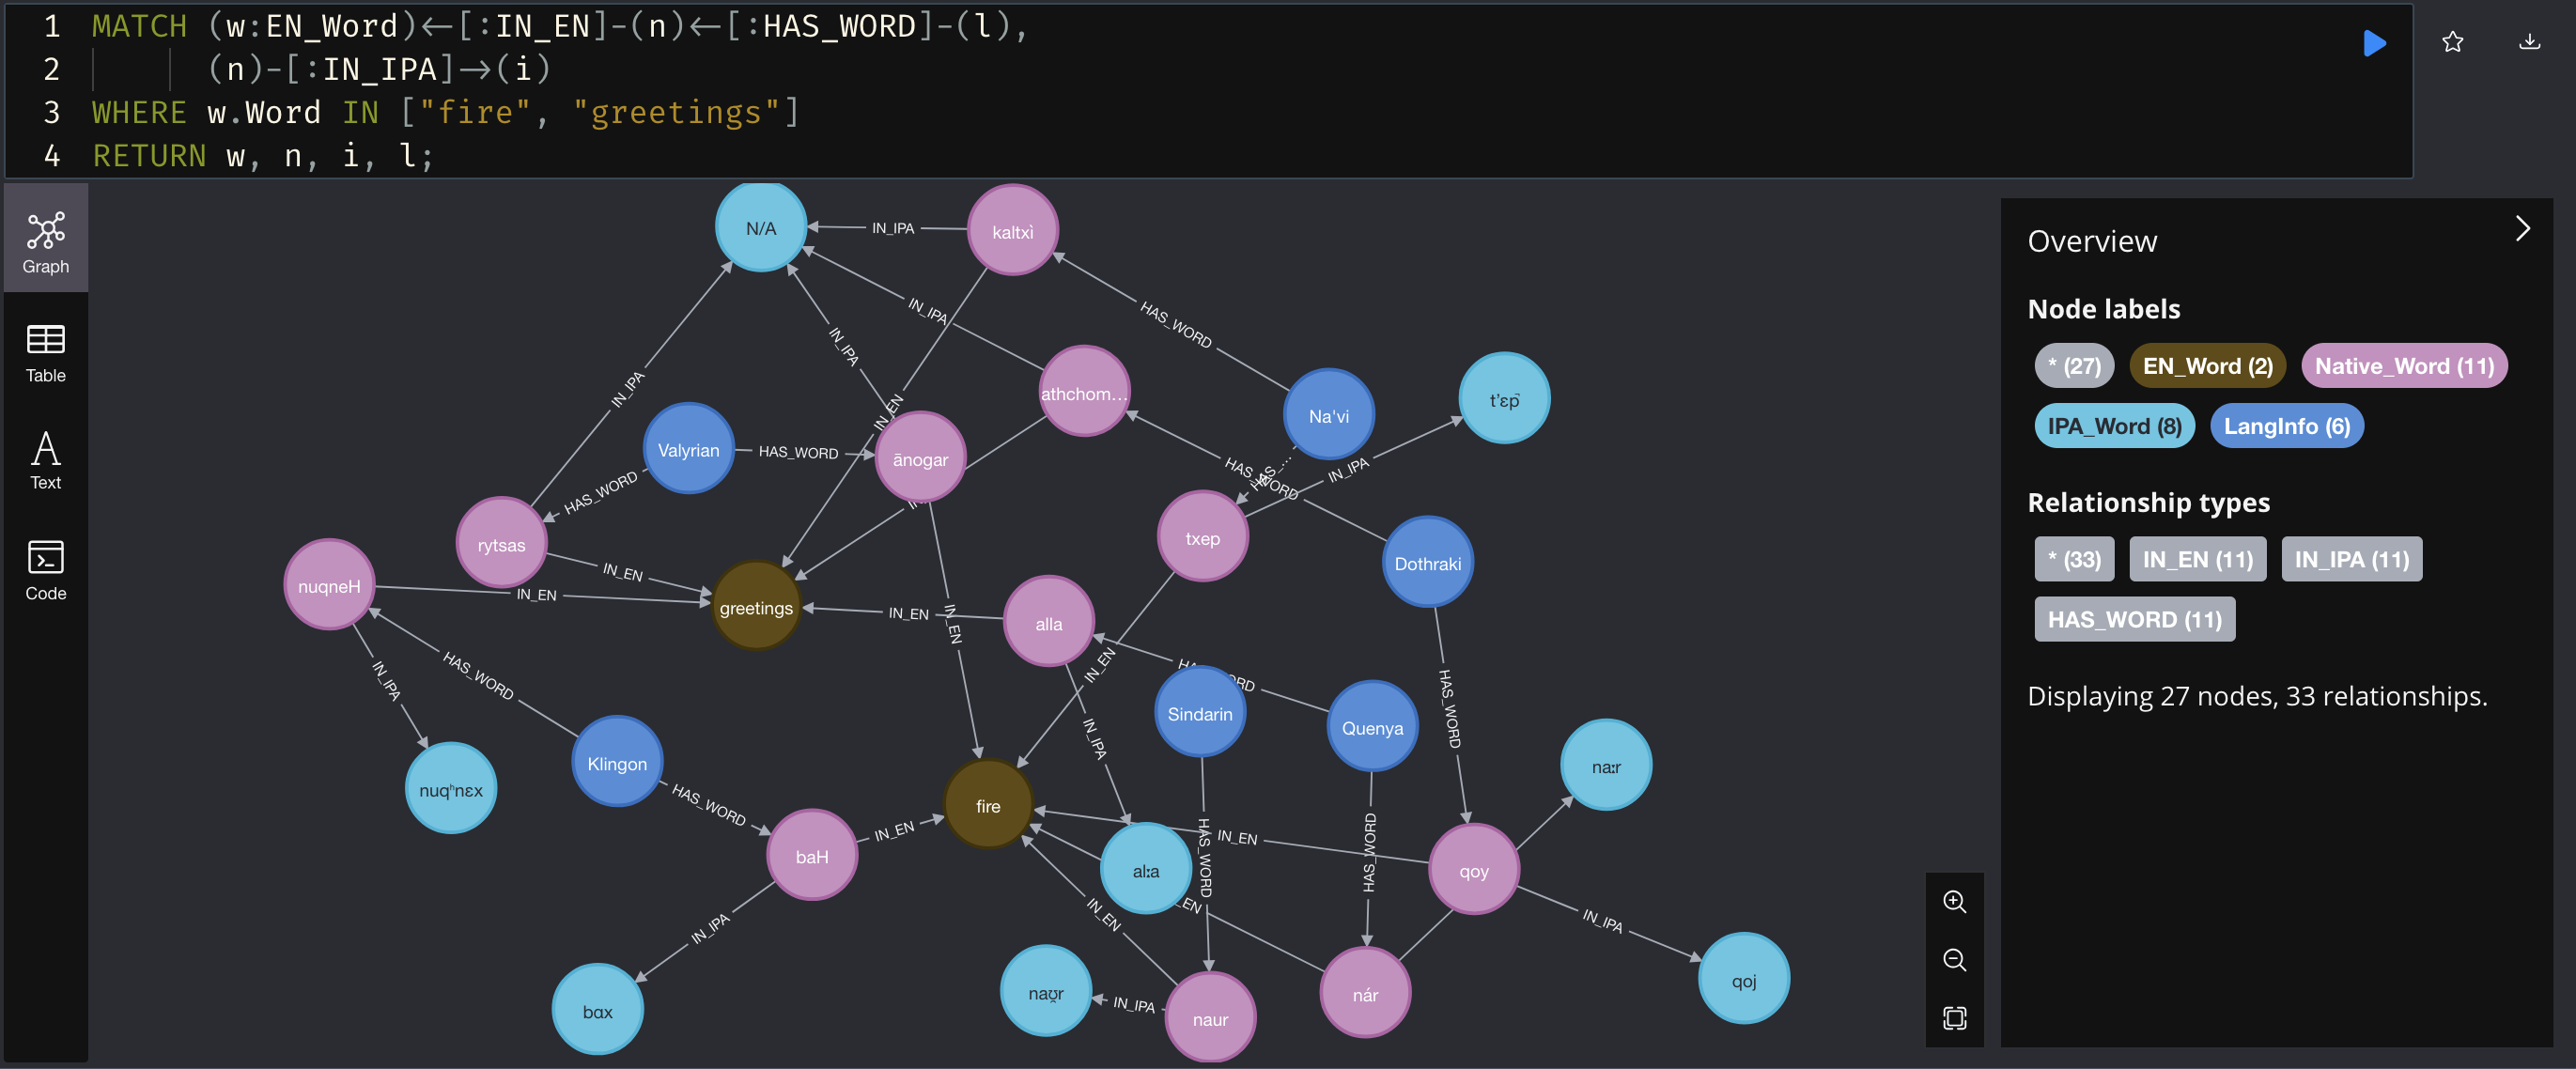 1 MATCH (w:EN_Word)←[:IN_EN]-(n)←[:HAS_WORD]-(l),
2 (n)-[:IN_IPA]→(i)
3 WHERE w.Word IN ["fire", "greetings"]
4 RETURN w, n, i, l;
Graph
Table
Text
Code
N/A
IN_IPA
kaltxì
IN_IPA
HAS_WORD
IN_IPA
IN_IPA
IN_EN
athchom...
Na'vi
t'ɛp̚
Valyrian
HAS_WORD
ānogar
HAS_WORD
HAS_...
IN_IPA
HAS_WORD
rytsas
txep
Dothraki
IN_EN
nuqneH
IN_EN
greetings
IN_EN
IN_EN
alla
IN_EN
HAS_WORD
IN_IPA
HAS_WORD
Sindarin
Quenya
HAS_WORD
IN_IPA
Klingon
nuqʰnɛx
HAS_WORD
fire
naːr
baH
IN_EN
IN_EN
HAS_WORD
HAS_WORD
alːa
qoy
IN_EN
EN
IN_IPA
IN_IPA
qoj
bɑx
naʊ̯r
IN_IPA
naur
nár
Overview
Node labels
* (27) EN_Word (2) Native_Word (11)
IPA_Word (8) LangInfo (6)
Relationship types
* (33) IN_EN (11) IN_IPA (11)
HAS_WORD (11)
Displaying 27 nodes, 33 relationships.